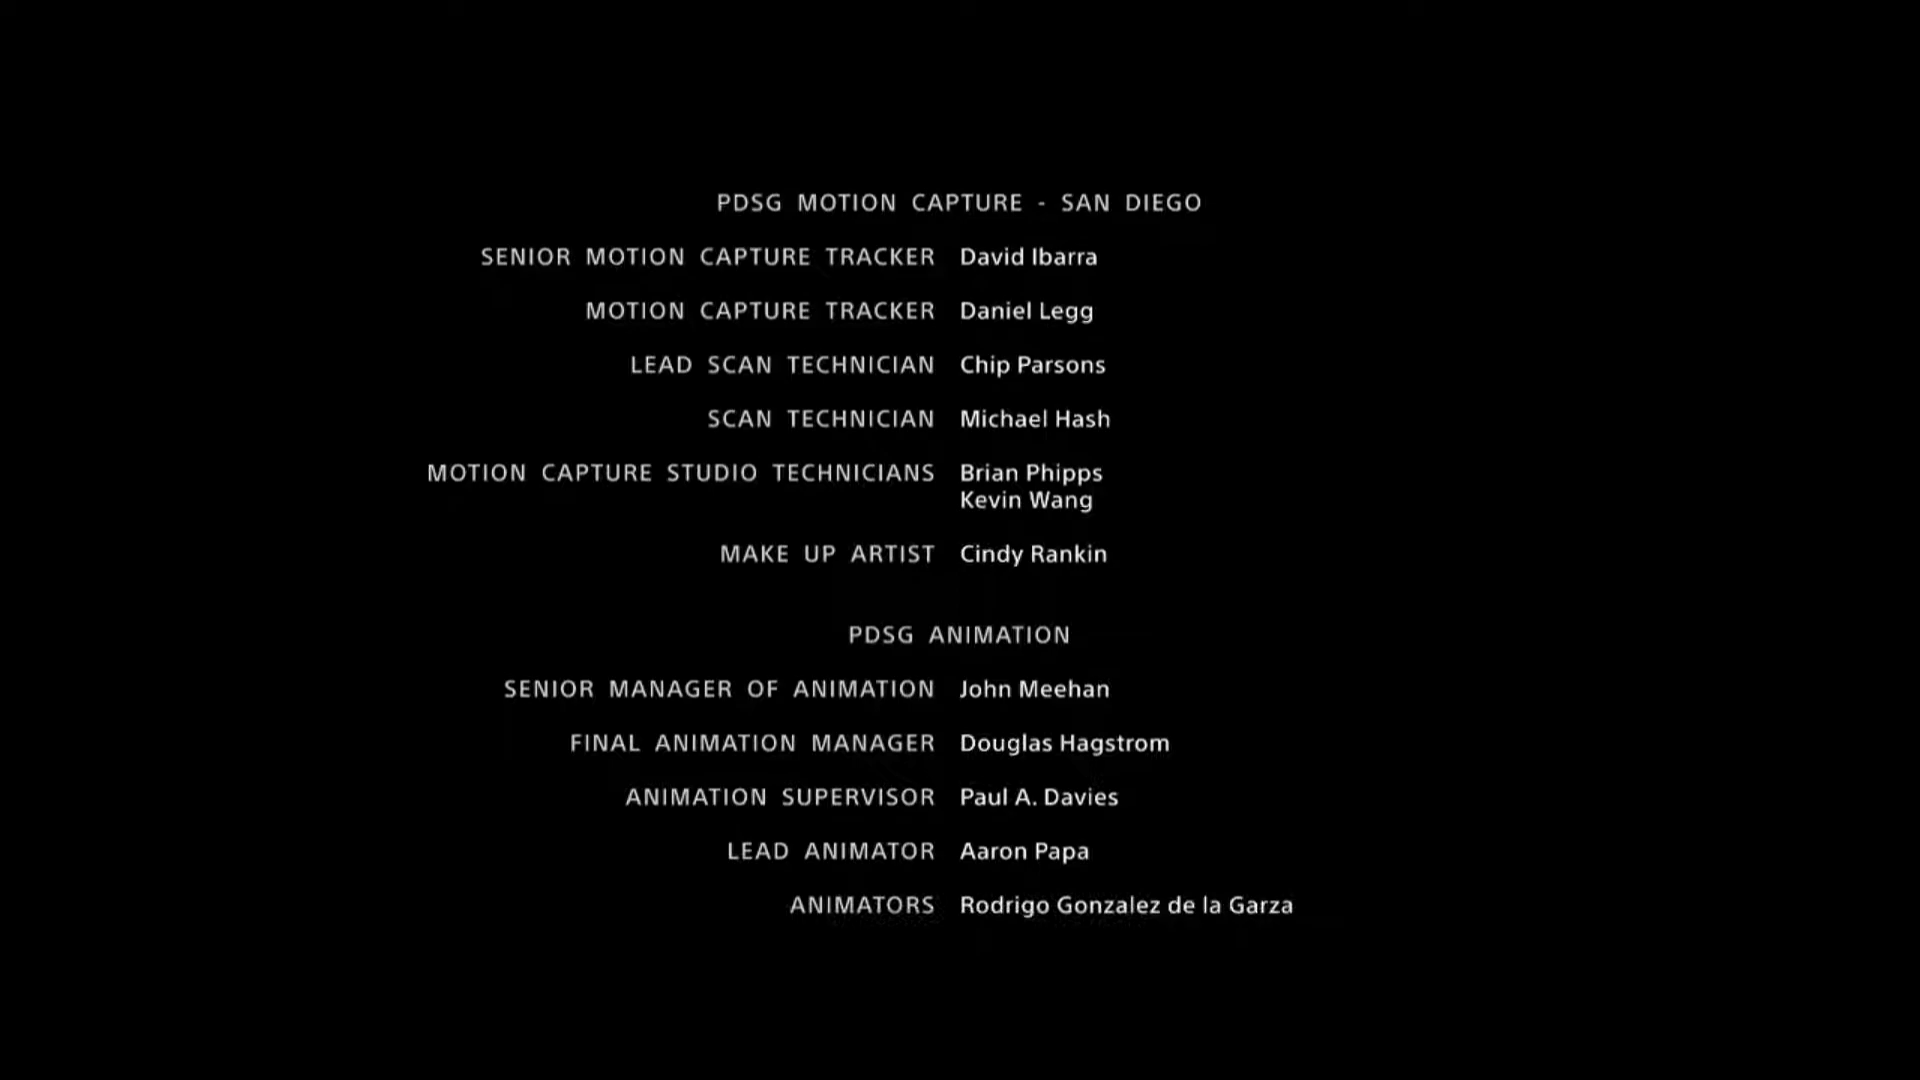 PDSG MOTION CAPTURE - SAN DIEGO
SENIOR MOTION CAPTURE TRACKER David Ibarra
MOTION CAPTURE TRACKER Daniel Legg
LEAD SCAN TECHNICIAN Chip Parsons
SCAN TECHNICIAN Michael Hash
MOTION CAPTURE STUDIO TECHNICIANS Brian Phipps
Kevin Wang
MAKE UP ARTIST Cindy Rankin
PDSG ANIMATION
SENIOR MANAGER OF ANIMATION John Meehan
FINAL ANIMATION MANAGER Douglas Hagstrom
ANIMATION SUPERVISOR Paul A. Davies
LEAD ANIMATOR Aaron Papa
ANIMATORS Rodrigo Gonzalez de la Garza